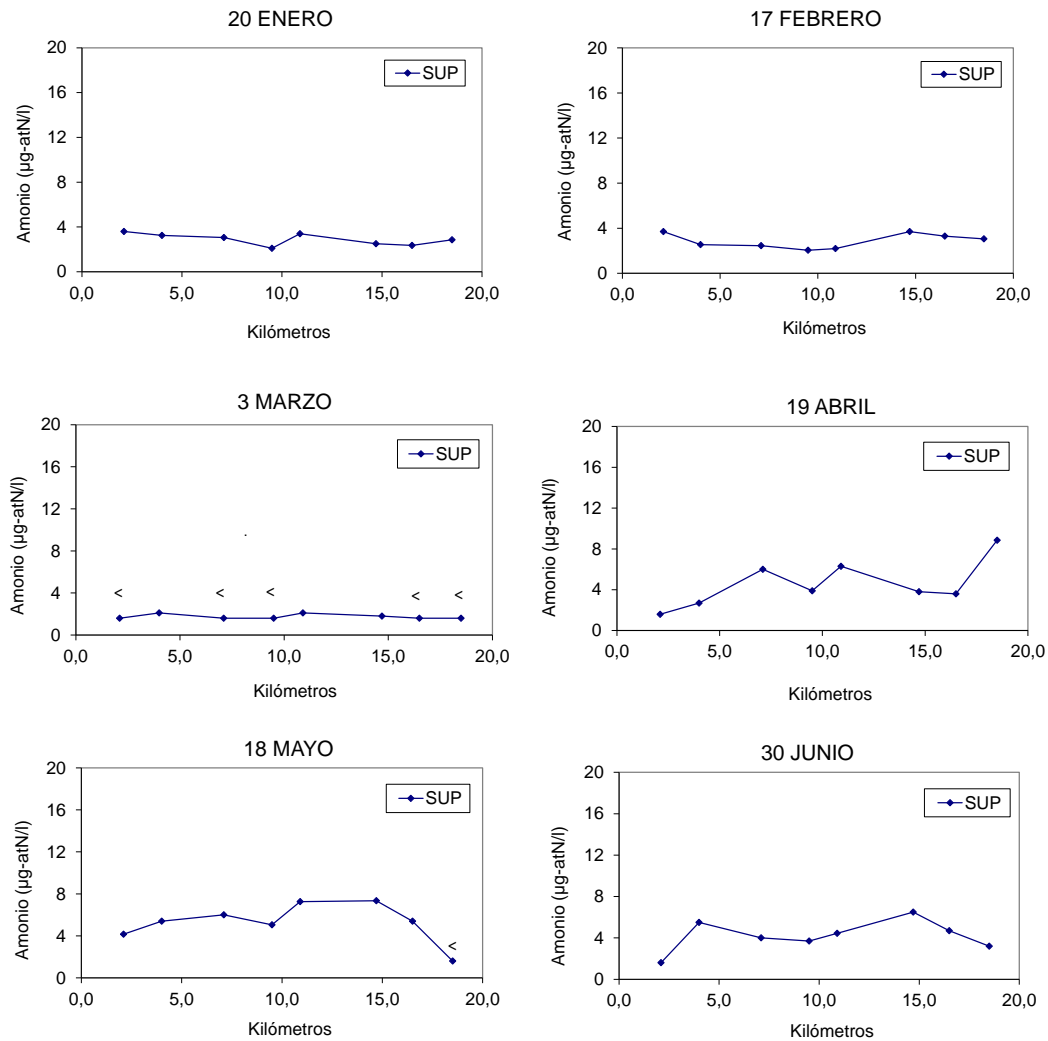 20 ENERO
20
16
12
8
4
0
Amonio (µg-atN/l)
SUP
0,0 5,0 10,0 15,0 20,0
Kilómetros
17 FEBRERO
20
16
12
8
4
0
Amonio (µg-atN/l)
SUP
0,0 5,0 10,0 15,0 20,0
Kilómetros
3 MARZO
20
16
12
8
4
0
Amonio (µg-atN/l)
SUP
< < < < <
0,0 5,0 10,0 15,0 20,0
Kilómetros
19 ABRIL
20
16
12
8
4
0
Amonio (µg-atN/l)
SUP
0,0 5,0 10,0 15,0 20,0
Kilómetros
18 MAYO
20
16
12
8
4
0
Amonio (µg-atN/l)
SUP
<
0,0 5,0 10,0 15,0 20,0
Kilómetros
30 JUNIO
20
16
12
8
4
0
Amonio (µg-atN/l)
SUP
0,0 5,0 10,0 15,0 20,0
Kilómetros